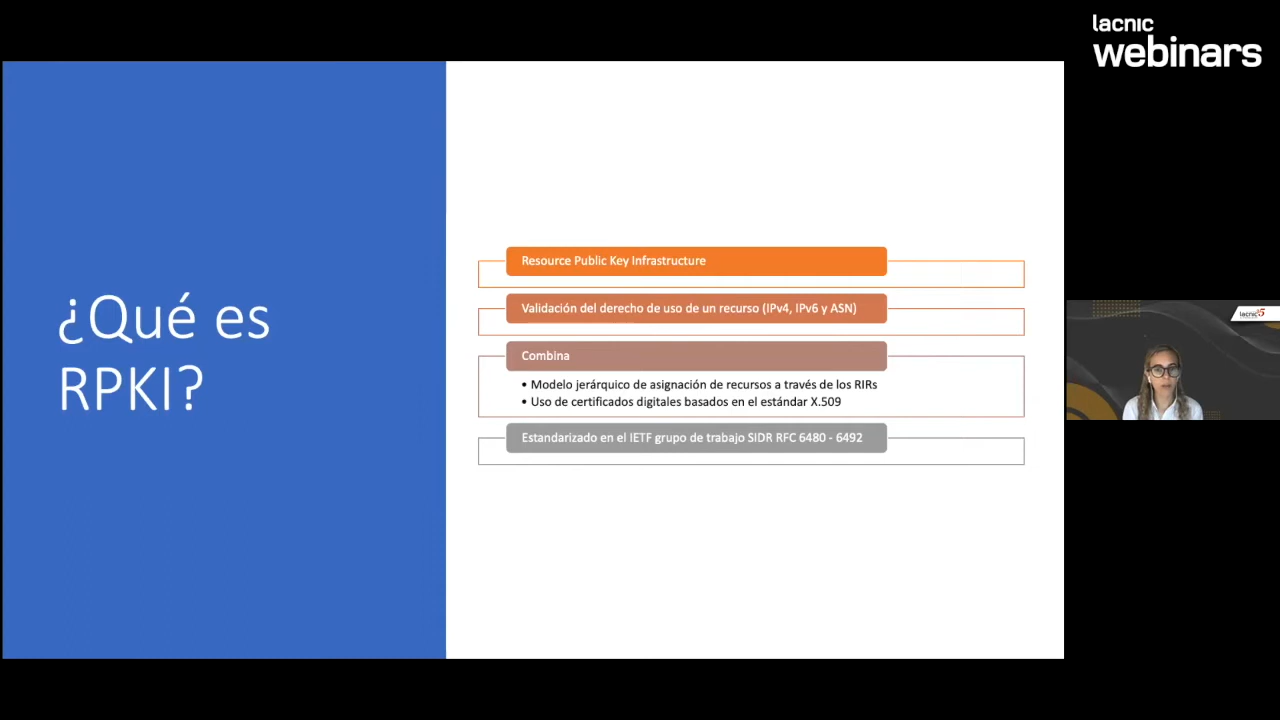 lacnic
webinars
¿Qué es
RPKI?
Resource Public Key Infrastructure
Validación del derecho de uso de un recurso (IPv4, IPv6 y ASN)
Combina
• Modelo jerárquico de asignación de recursos a través de los RIRs
• Uso de certificados digitales basados en el estándar X.509
Estandarizado en el IETF grupo de trabajo SIDR RFC 6480 - 6492
lacnic